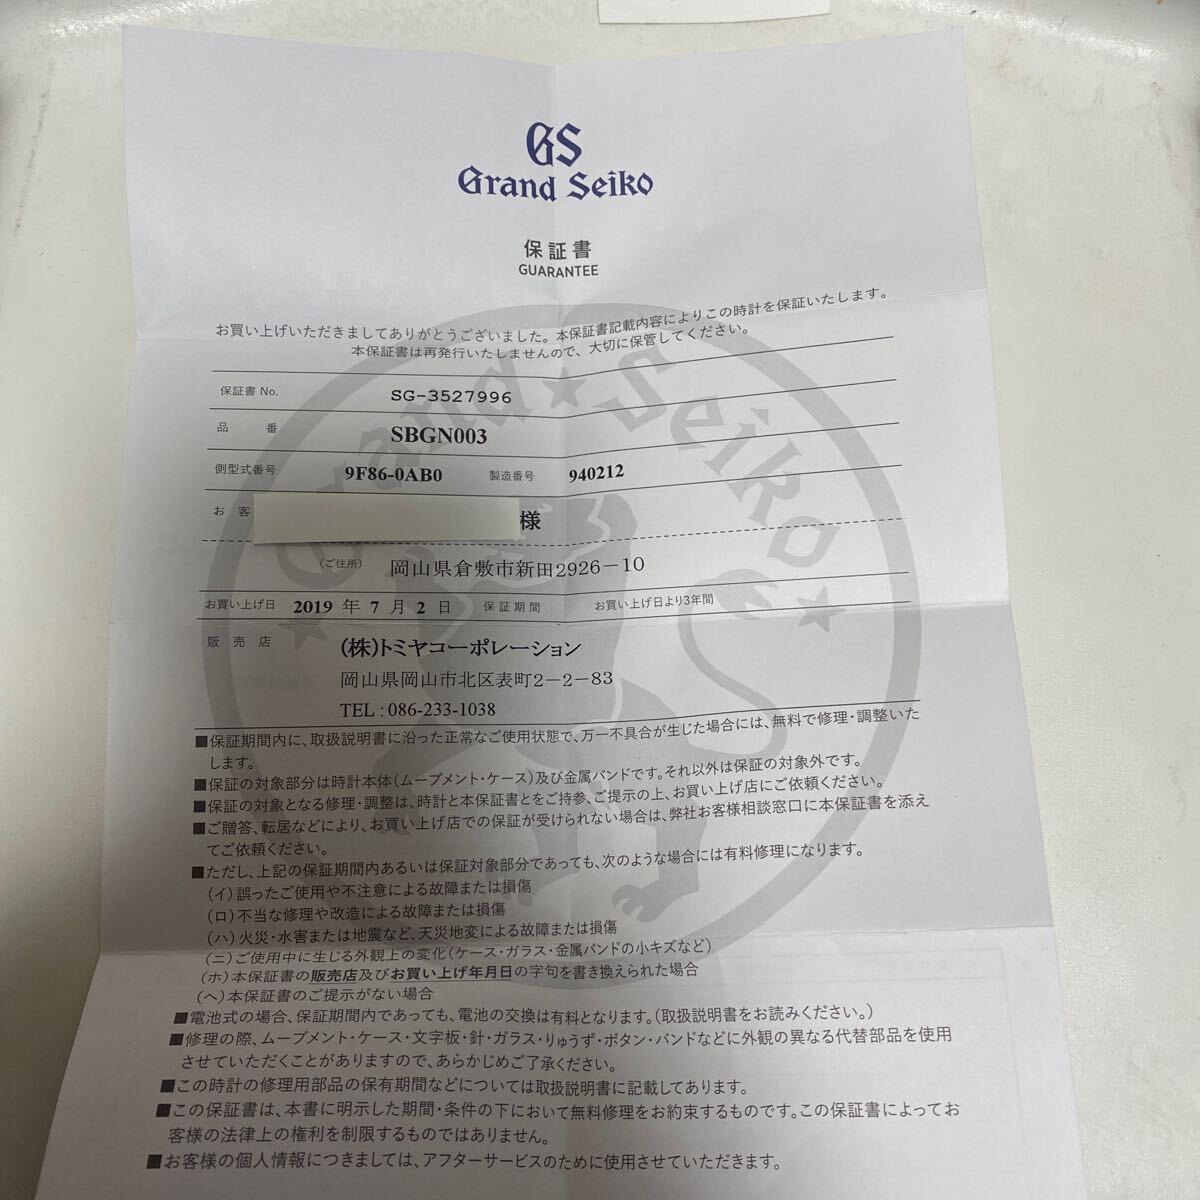 GS
Grand Seiko
保証書
GUARANTEE
お買い上げいただきましてありがとうございました。本保証書記載内容によりこの時計を保証いたします。
本保証書は再発行いたしませんので、大切に保管してください。
保証書 No. SG-3527996
品番 SBGN003
側型式番号 9F86-0AB0 製造番号 940212
お客 様
(ご住所) 岡山県倉敷市新田2926-10
お買い上げ日 2019 年 7 月 2 日 保証期間 お買い上げ日より3年間
販売店 (株)トミヤコーポレーション
岡山県岡山市北区表町2-2-83
TEL : 086-233-1038
■保証期間内に、取扱説明書に沿った正常なご使用状態で、万一不具合が生じた場合には、無料で修理・調整いた
します。
■保証の対象部分は時計本体(ムーブメント・ケース)及び金属バンドです。それ以外は保証の対象外です。
■保証の対象となる修理・調整は、時計と本保証書とをご持参、ご提示の上、お買い上げ店にご依頼ください。
■ご贈答、転居などにより、お買い上げ店での保証が受けられない場合は、弊社お客様相談窓口に本保証書を添え
てご依頼ください。
■ただし、上記の保証期間内あるいは保証対象部分であっても、次のような場合には有料修理になります。
(イ)誤ったご使用や不注意による故障または損傷
(ロ)不当な修理や改造による故障または損傷
(ハ)火災・水害または地震など、天災地変による故障または損傷
(ニ)ご使用中に生じる外観上の変化(ケース・ガラス・金属バンドの小キズなど)
(ホ)本保証書の販売店及びお買い上げ年月日の字句を書き換えられた場合
(ヘ)本保証書のご提示がない場合
■電池式の場合、保証期間内であっても、電池の交換は有料となります。(取扱説明書をお読みください。)
■修理の際、ムーブメント・ケース・文字板・針・ガラス・りゅうず・ボタン・バンドなどに外観の異なる代替部品を使用
させていただくことがありますので、あらかじめご了承ください。
■この時計の修理用部品の保有期間などについては取扱説明書に記載してあります。
■この保証書は、本書に明示した期間・条件の下において無料修理をお約束するものです。この保証書によってお
客様の法律上の権利を制限するものではありません。
■お客様の個人情報につきましては、アフターサービスのために使用させていただきます。